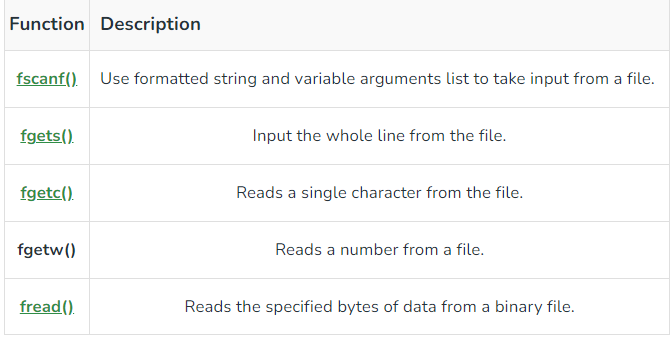 Function Description
fscanf() Use formatted string and variable arguments list to take input from a file.
fgets() Input the whole line from the file.
fgetc() Reads a single character from the file.
fgetw() Reads a number from a file.
fread() Reads the specified bytes of data from a binary file.